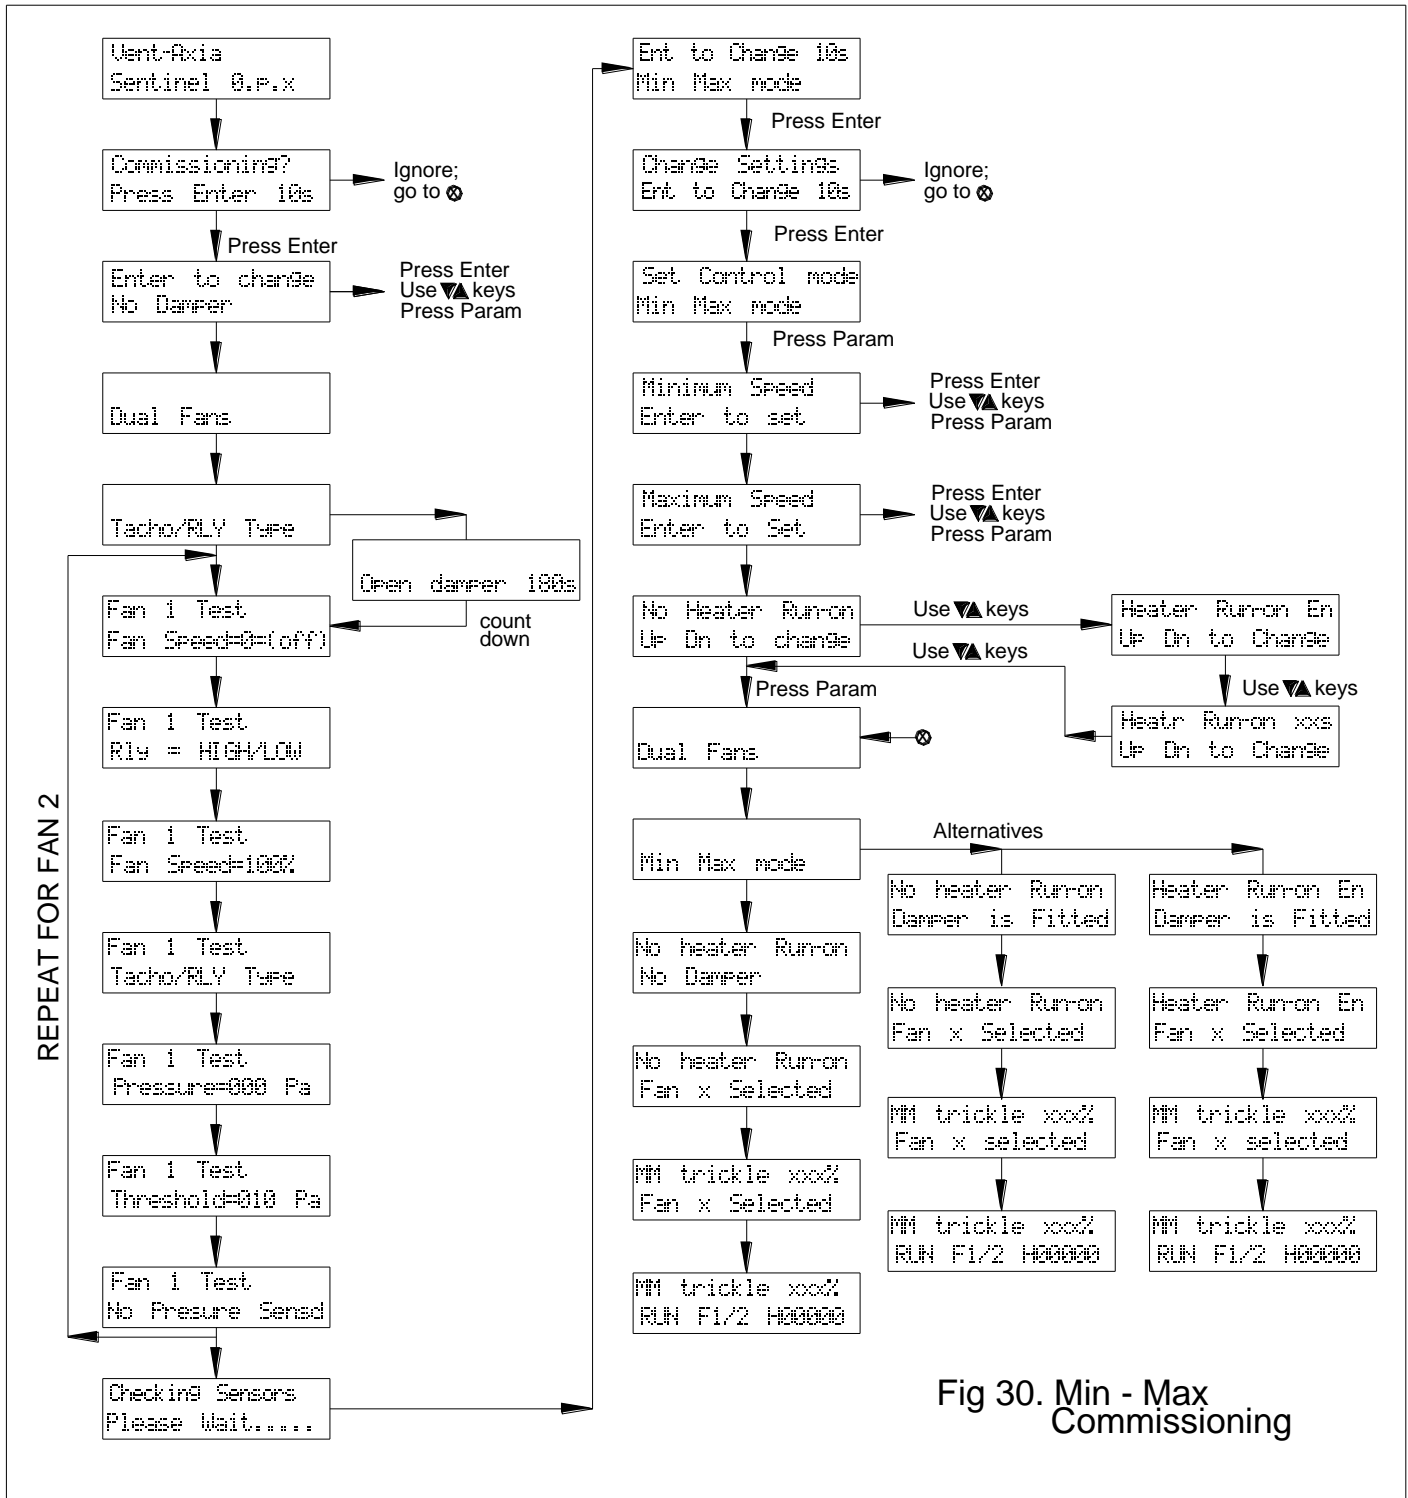 Vent-Axia
Sentinel 0.p.x
Commissioning?
Press Enter 10s
Ignore;
go to ⊗
Press Enter
Enter to change
No Damper
Press Enter
Use ▼▲ keys
Press Param
Dual Fans
Tacho/RLY Type
Open damper 180s
count
down
Fan 1 Test
Fan Speed=0=(off)
Fan 1 Test
Rly = HIGH/LOW
Fan 1 Test
Fan Speed=100%
Fan 1 Test
Tacho/RLY Type
Fan 1 Test
Pressure=000 Pa
Fan 1 Test
Threshold=010 Pa
Fan 1 Test
No Presure Sensd
REPEAT FOR FAN 2
Checking Sensors
Please Wait.....
Ent to Change 10s
Min Max mode
Press Enter
Change Settings
Ent to Change 10s
Ignore;
go to ⊗
Press Enter
Set Control mode
Min Max mode
Press Param
Minimum Speed
Enter to set
Press Enter
Use ▼▲ keys
Press Param
Maximum Speed
Enter to Set
Press Enter
Use ▼▲ keys
Press Param
No Heater Run-on
Up Dn to change
Use ▼▲ keys
Heater Run-on En
Up Dn to Change
Use ▼▲ keys
Heatr Run-on xxs
Up Dn to Change
Use ▼▲ keys
Press Param
Dual Fans
⊗
Min Max mode
Alternatives
No heater Run-on
No Damper
No heater Run-on
Fan x Selected
MM trickle xxx%
Fan x Selected
MM trickle xxx%
RUN F1/2 H00000
No heater Run-on
Damper is Fitted
No heater Run-on
Fan x Selected
MM trickle xxx%
Fan x selected
MM trickle xxx%
RUN F1/2 H00000
Heater Run-on En
Damper is Fitted
Heater Run-on En
Fan x Selected
MM trickle xxx%
Fan x selected
MM trickle xxx%
RUN F1/2 H00000
Fig 30. Min - Max
Commissioning